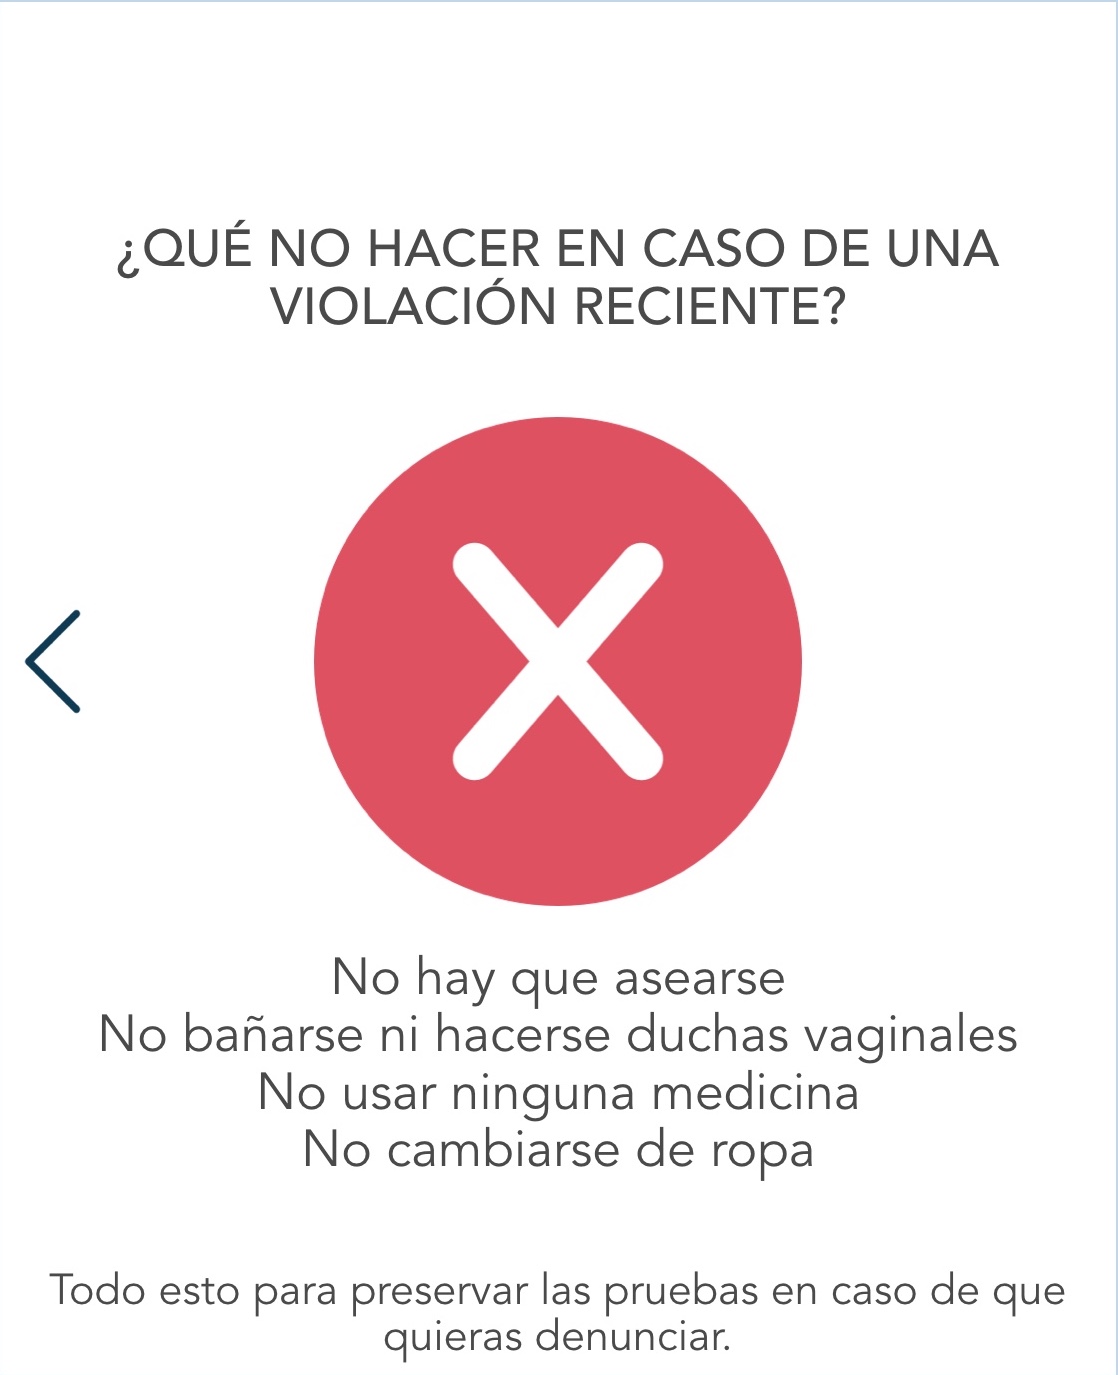 ¿QUÉ NO HACER EN CASO DE UNA
VIOLACIÓN RECIENTE?
No hay que asearse
No bañarse ni hacerse duchas vaginales
No usar ninguna medicina
No cambiarse de ropa
Todo esto para preservar las pruebas en caso de que
quieras denunciar.